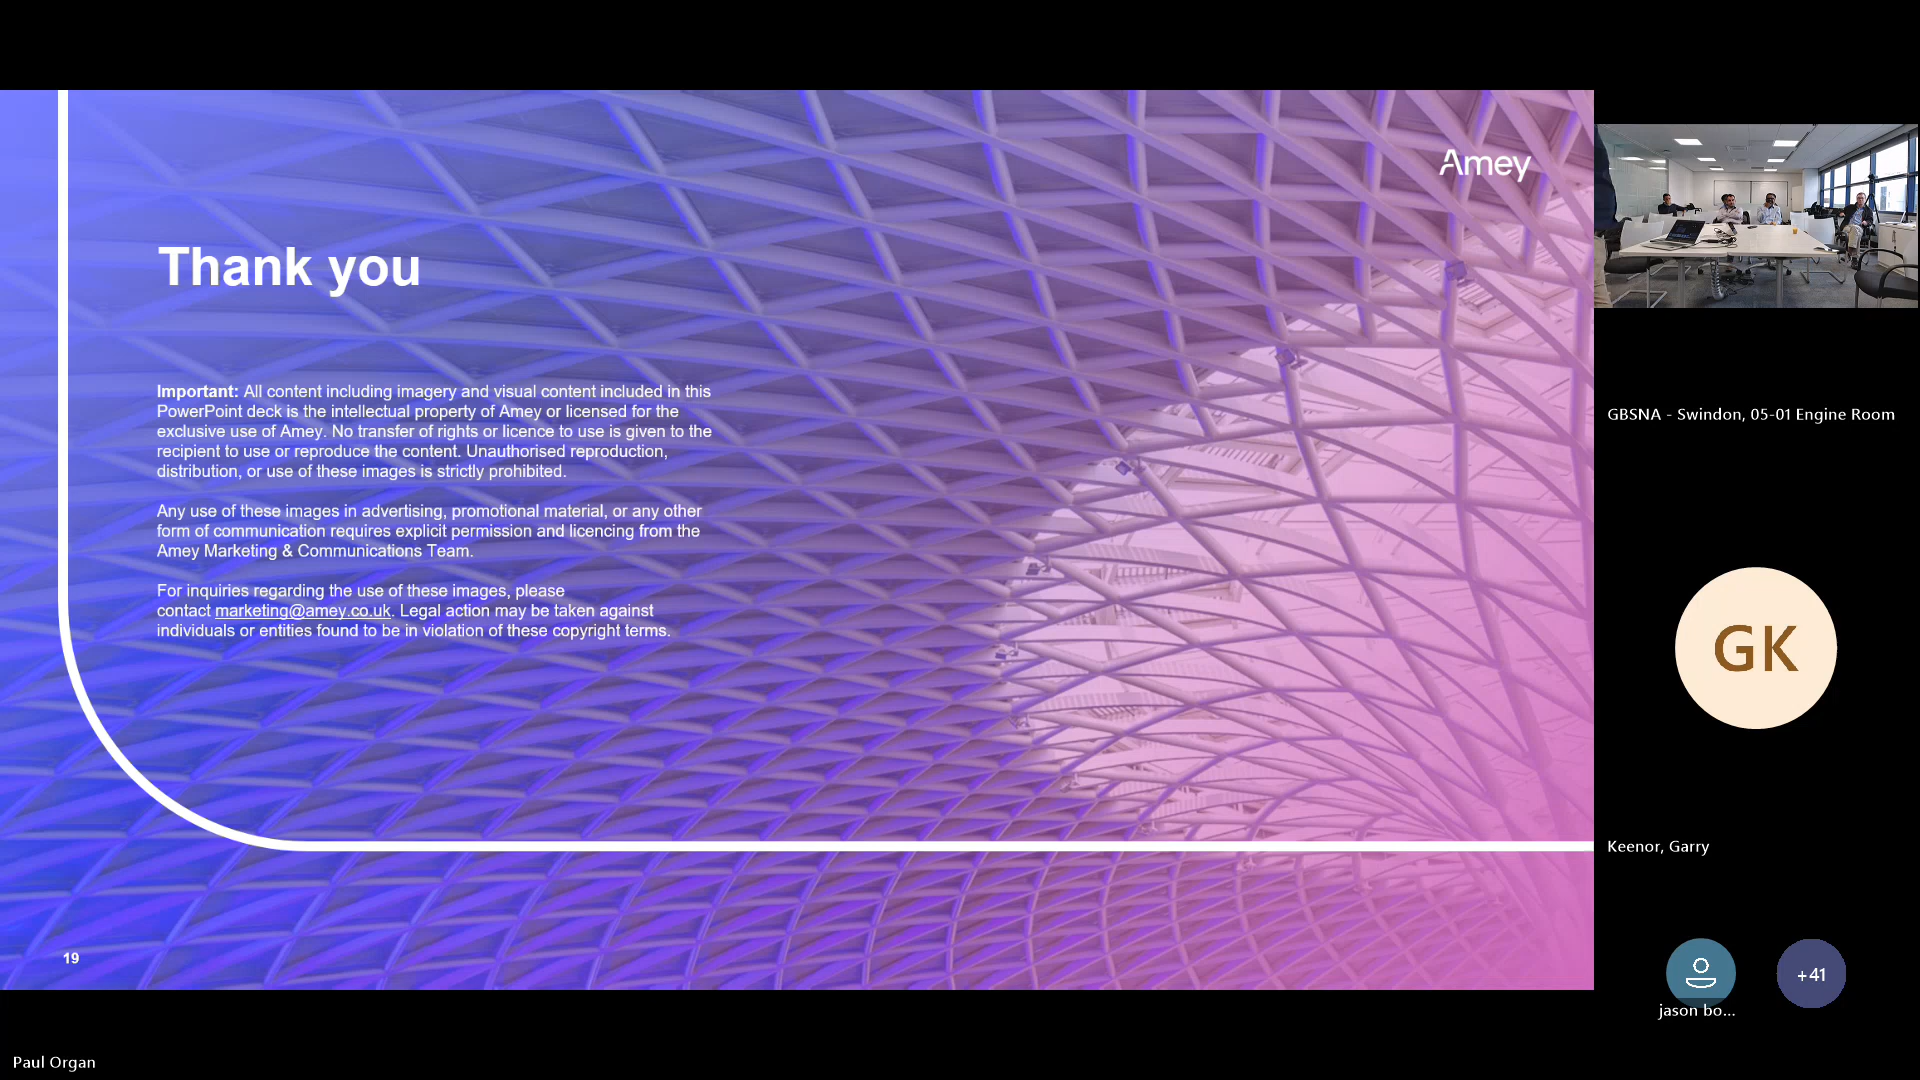 Amey
Thank you
Important: All content including imagery and visual content included in this
PowerPoint deck is the intellectual property of Amey or licensed for the
exclusive use of Amey. No transfer of rights or licence to use is given to the
recipient to use or reproduce the content. Unauthorised reproduction,
distribution, or use of these images is strictly prohibited.
Any use of these images in advertising, promotional material, or any other
form of communication requires explicit permission and licencing from the
Amey Marketing & Communications Team.
For inquiries regarding the use of these images, please
contact marketing@amey.co.uk. Legal action may be taken against
individuals or entities found to be in violation of these copyright terms.
19
GBSNA - Swindon, 05-01 Engine Room
GK
Keenor, Garry
jason bo...
+41
Paul Organ